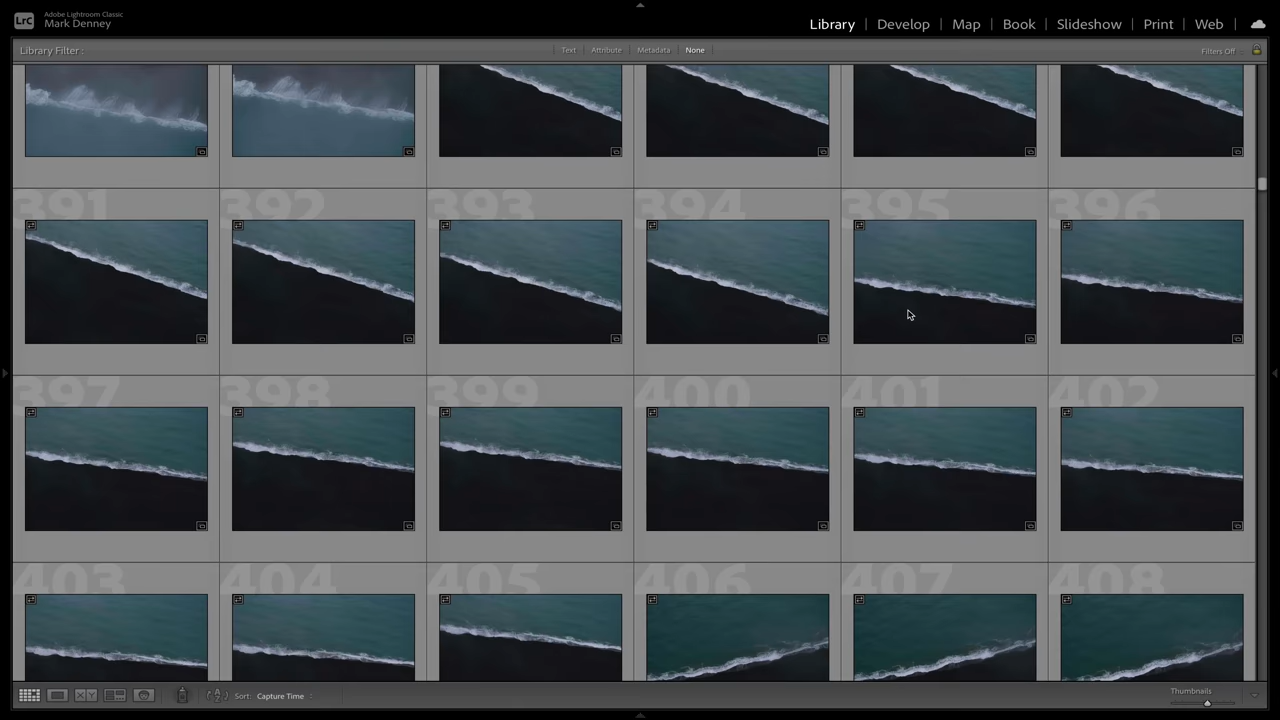 LrC
Adobe Lightroom Classic
Mark Denney
Library | Develop | Map | Book | Slideshow | Print | Web
Library Filter :
Text | Attribute | Metadata | None
Filters Off
391 392 393 394 395 396
397 398 399 400 401 402
403 404 405 406 407 408
XY
Sort: Capture Time
Thumbnails